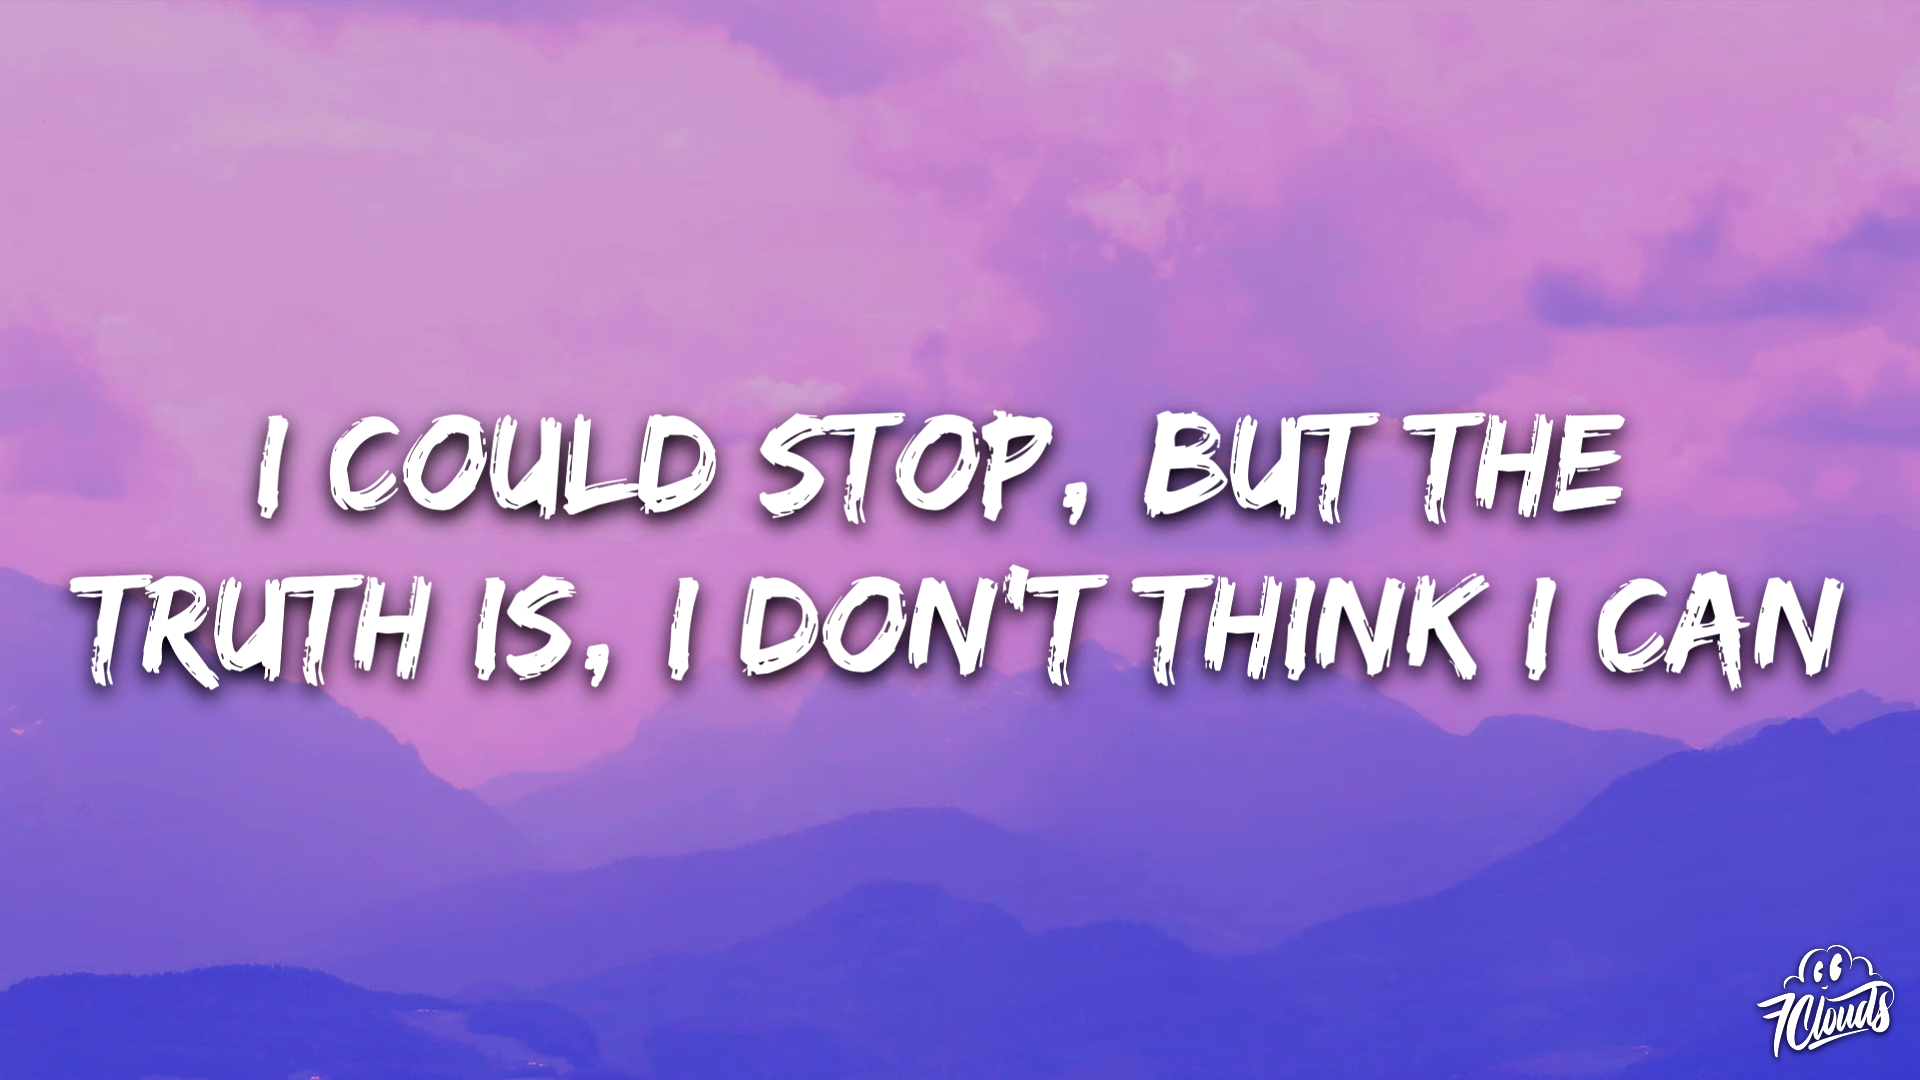 I COULD STOP, BUT THE
TRUTH IS, I DON'T THINK I CAN
7Clouds